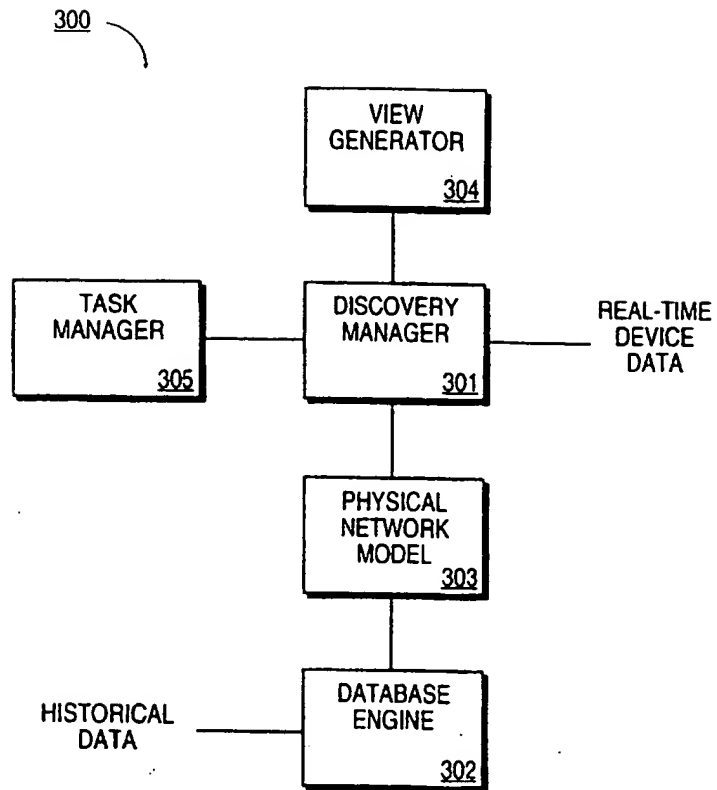 300
VIEW
GENERATOR
304
TASK
MANAGER
305
DISCOVERY
MANAGER
301
REAL-TIME
DEVICE
DATA
PHYSICAL
NETWORK
MODEL
303
HISTORICAL
DATA
DATABASE
ENGINE
302